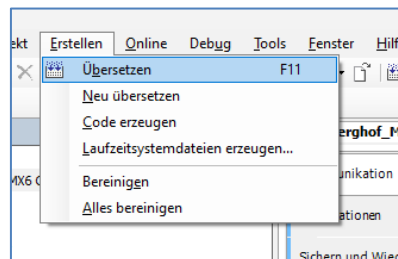 ekt Erstellen Online Debug Tools Fenster Hilf
Übersetzen F11
Neu übersetzen
Code erzeugen
Laufzeitsystemdateien erzeugen...
Bereinigen
Alles bereinigen
erghof_M
unikation
MX6
ationen
Sichern und Wied